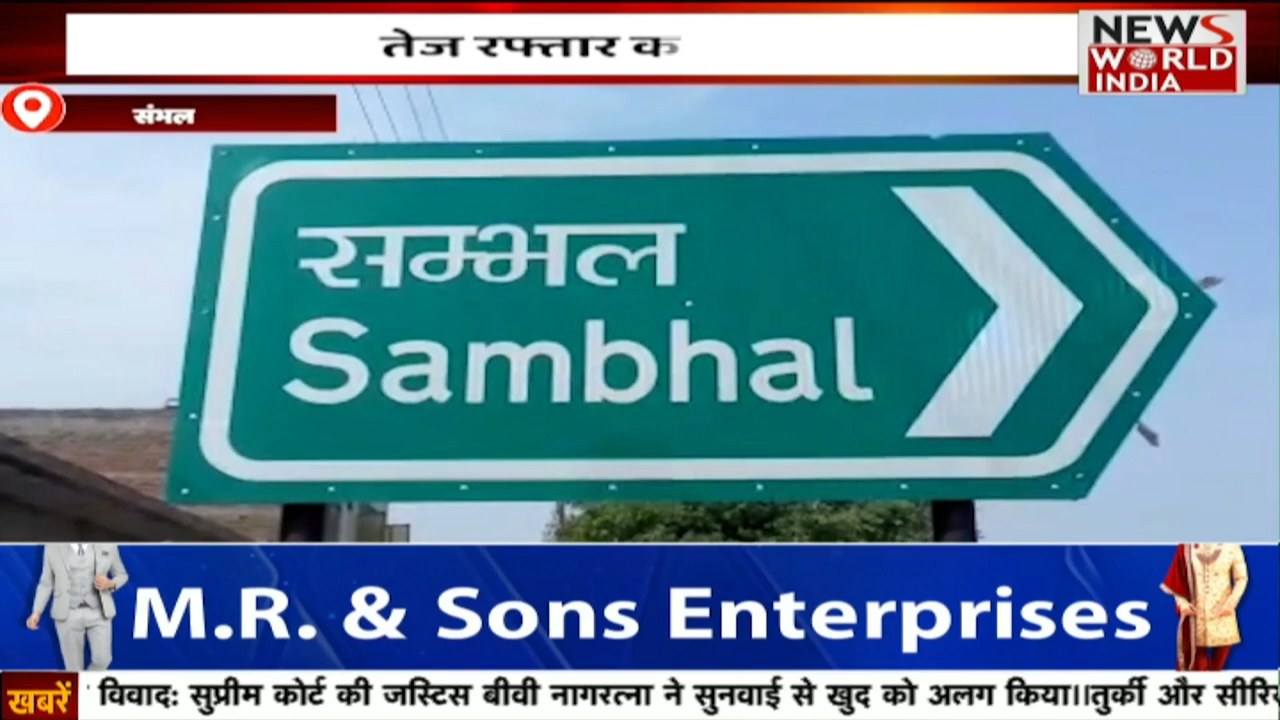 तेज रफ्तार क
NEWS
WORLD
INDIA
संभल
सम्भल
Sambhal
M.R. & Sons Enterprises
खबरें
विवाद: सुप्रीम कोर्ट की जस्टिस बीवी नागरत्ना ने सुनवाई से खुद को अलग किया।।तुर्की और सीरि